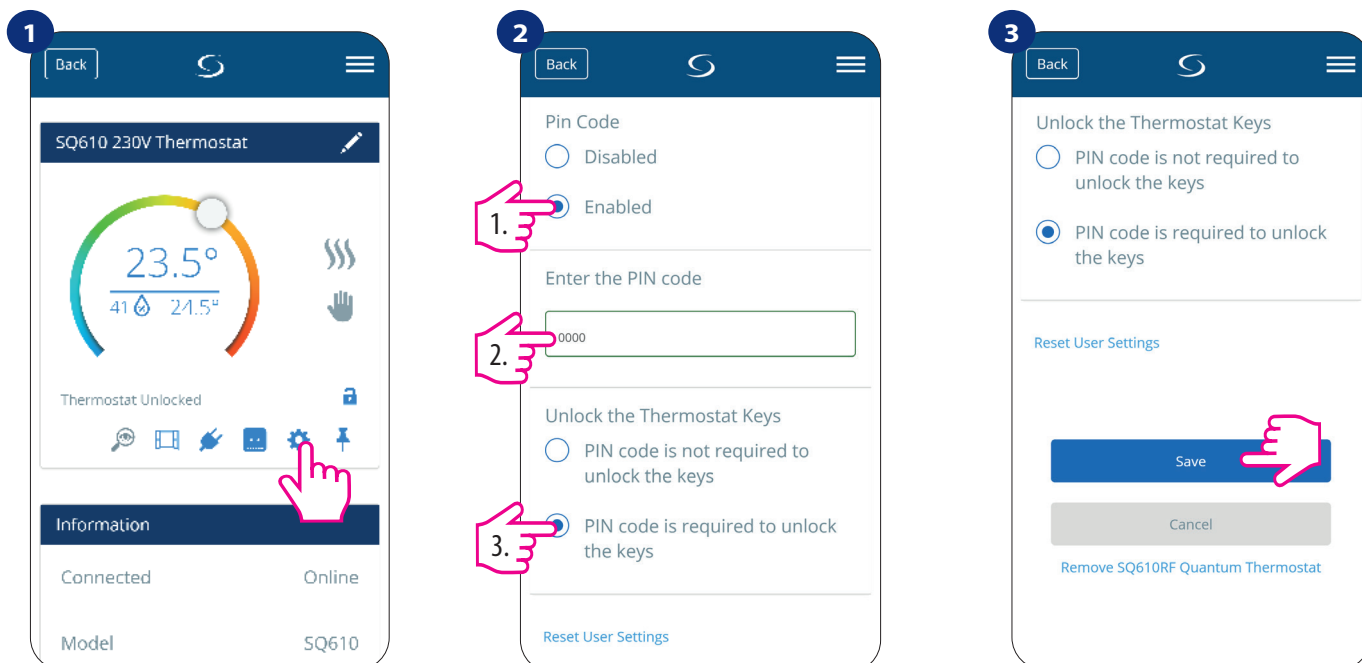 1
Back
SQ610 230V Thermostat
23.5°
41 24.5°
Thermostat Unlocked
Information
Connected Online
Model SQ610
2
Back
Pin Code
Disabled
1. Enabled
Enter the PIN code
2. 0000
Unlock the Thermostat Keys
PIN code is not required to
unlock the keys
3. PIN code is required to unlock
the keys
Reset User Settings
3
Back
Unlock the Thermostat Keys
PIN code is not required to
unlock the keys
PIN code is required to unlock
the keys
Reset User Settings
Save
Cancel
Remove SQ610RF Quantum Thermostat